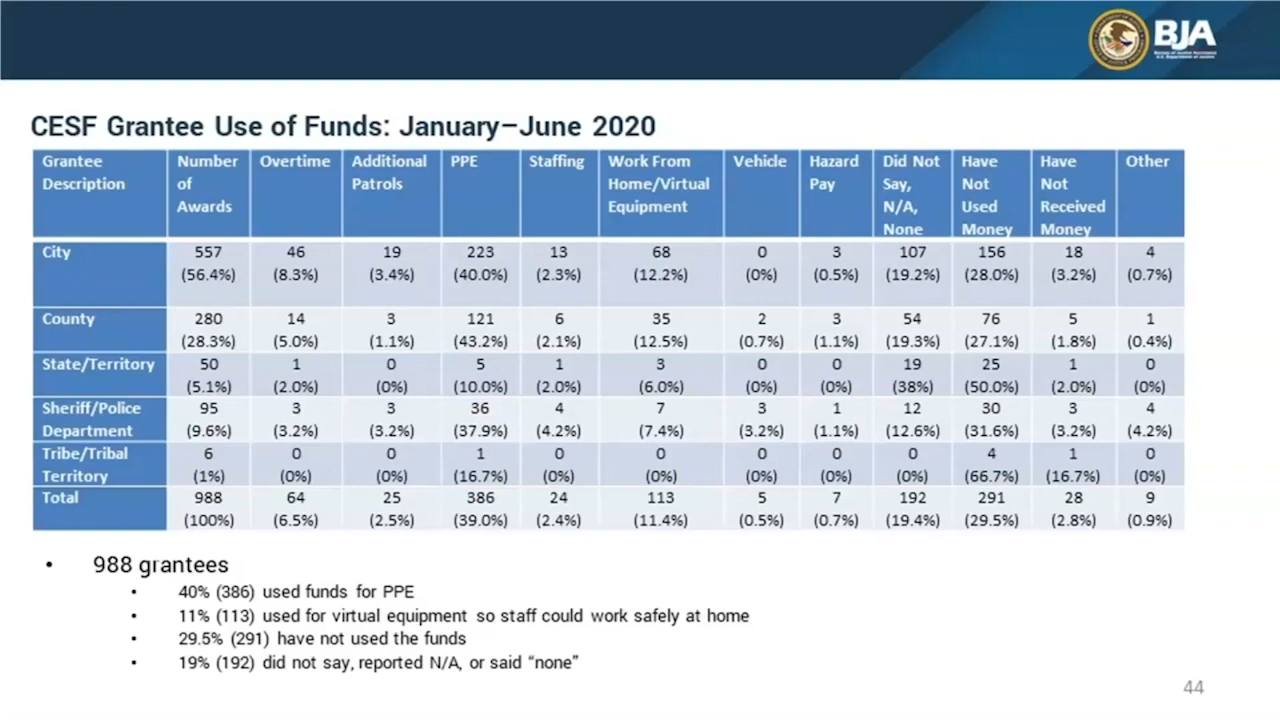 BJA
Bureau of Justice Assistance
U.S. Department of Justice
CESF Grantee Use of Funds: January–June 2020
Grantee Description Number of Awards Overtime Additional Patrols PPE Staffing Work From Home/Virtual Equipment Vehicle Hazard Pay Did Not Say, N/A, None Have Not Used Money Have Not Received Money Other
City 557 46 19 223 13 68 0 3 107 156 18 4
(56.4%) (8.3%) (3.4%) (40.0%) (2.3%) (12.2%) (0%) (0.5%) (19.2%) (28.0%) (3.2%) (0.7%)
County 280 14 3 121 6 35 2 3 54 76 5 1
(28.3%) (5.0%) (1.1%) (43.2%) (2.1%) (12.5%) (0.7%) (1.1%) (19.3%) (27.1%) (1.8%) (0.4%)
State/Territory 50 1 0 5 1 3 0 0 19 25 1 0
(5.1%) (2.0%) (0%) (10.0%) (2.0%) (6.0%) (0%) (0%) (38%) (50.0%) (2.0%) (0%)
Sheriff/Police 95 3 3 36 4 7 3 1 12 30 3 4
Department (9.6%) (3.2%) (3.2%) (37.9%) (4.2%) (7.4%) (3.2%) (1.1%) (12.6%) (31.6%) (3.2%) (4.2%)
Tribe/Tribal 6 0 0 1 0 0 0 0 0 4 1 0
Territory (1%) (0%) (0%) (16.7%) (0%) (0%) (0%) (0%) (0%) (66.7%) (16.7%) (0%)
Total 988 64 25 386 24 113 5 7 192 291 28 9
(100%) (6.5%) (2.5%) (39.0%) (2.4%) (11.4%) (0.5%) (0.7%) (19.4%) (29.5%) (2.8%) (0.9%)
• 988 grantees
• 40% (386) used funds for PPE
• 11% (113) used for virtual equipment so staff could work safely at home
• 29.5% (291) have not used the funds
• 19% (192) did not say, reported N/A, or said “none”
44